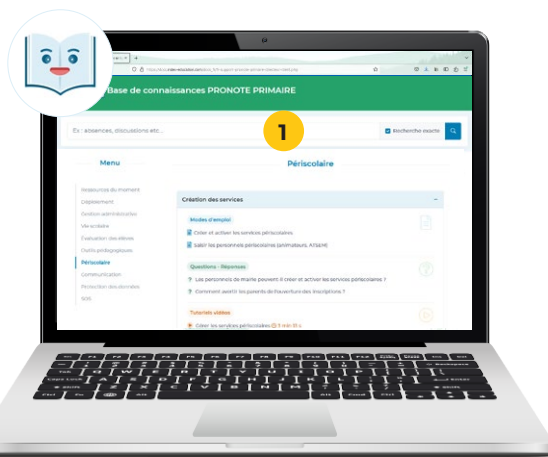 Base de connaissances PRONOTE PRIMAIRE
Ex : absences, discussions etc...
1
Recherche exacte
Menu
Périscolaire
Ressources du moment
Déploiement
Gestion administrative
Vie scolaire
Évaluation des élèves
Outils pédagogiques
Périscolaire
Communication
Protection des données
SOS
Création des services
Modes d'emploi
Créer et activer les services périscolaires
Saisir les personnels périscolaires (animateurs, ATSEM)
Questions - Réponses
? Les personnels de mairie peuvent il créer et activer les services périscolaires ?
? Comment avertir les parents de l'ouverture des inscriptions ?
Tutoriels vidéos
Créer les services périscolaires